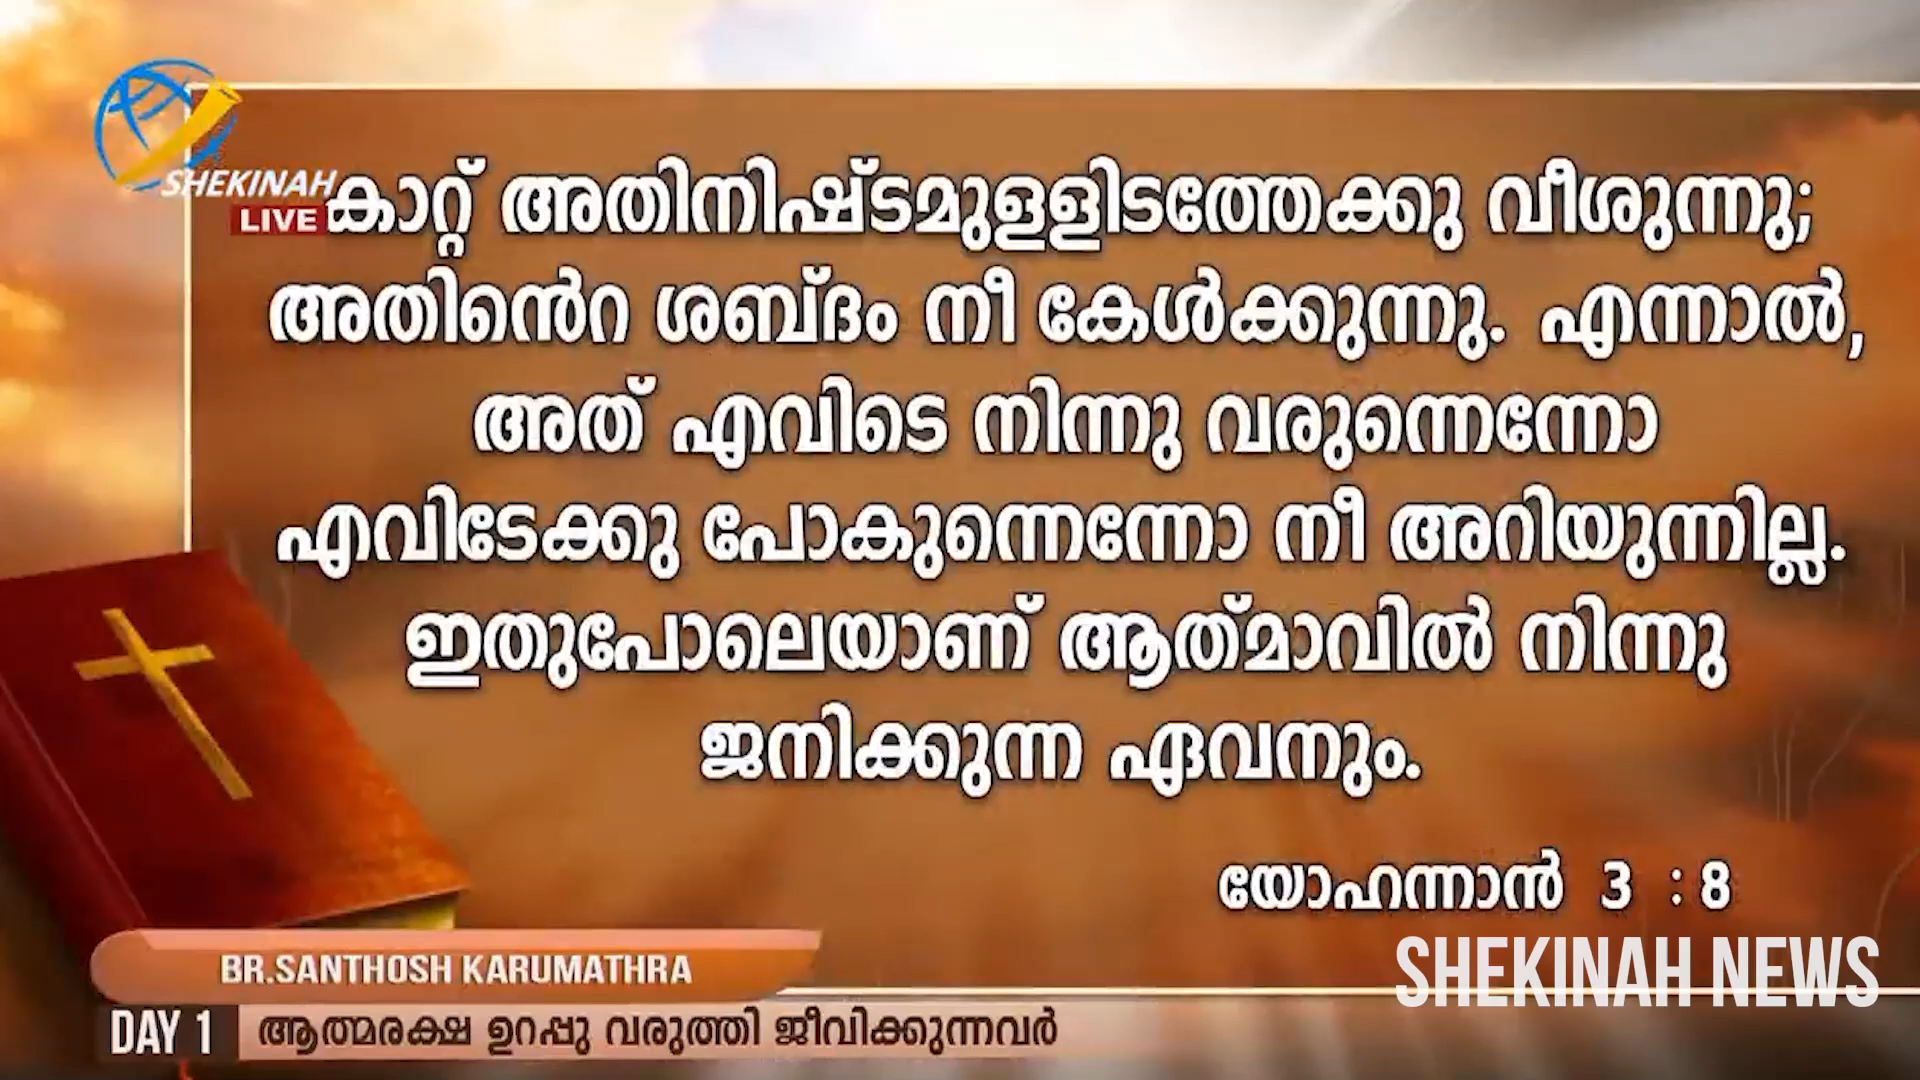 SHEKINAH
LIVE
കാറ്റ് അതിനിഷ്ടമുളളിടത്തേക്കു വീശുന്നു;
അതിൻെറ ശബ്ദം നീ കേൾക്കുന്നു. എന്നാൽ,
അത് എവിടെ നിന്നു വരുന്നെന്നോ
എവിടേക്കു പോകുന്നെന്നോ നീ അറിയുന്നില്ല.
ഇതുപോലെയാണ് ആത്‌മാവിൽ നിന്നു
ജനിക്കുന്ന ഏവനും.
യോഹന്നാൻ 3 : 8
SHEKINAH NEWS
BR.SANTHOSH KARUMATHRA
DAY 1 ആത്മരക്ഷ ഉറപ്പു വരുത്തി ജീവിക്കുന്നവർ